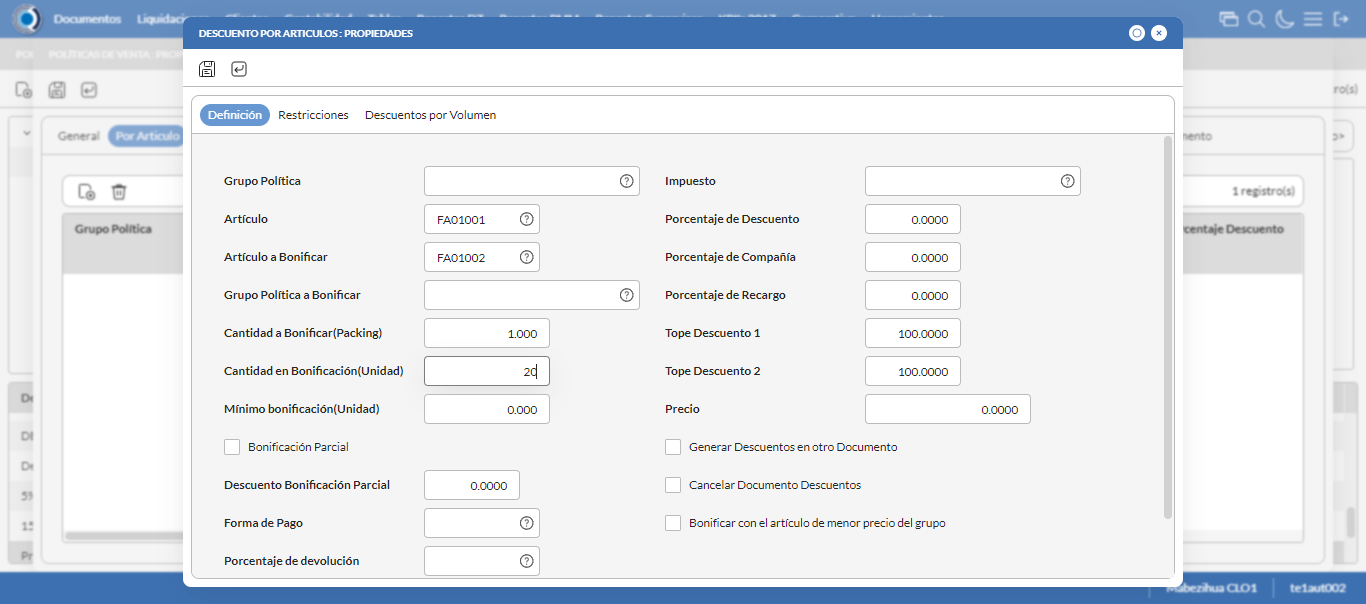 Documentos
DESCUENTO POR ARTICULOS : PROPIEDADES
POLÍTICAS DE VENTA : PROP
General Por Artículo
1 registro(s)
Grupo Política
centaje Descuento
Definición Restricciones Descuentos por Volumen
Grupo Política
Impuesto
Artículo FA01001
Porcentaje de Descuento 0.0000
Artículo a Bonificar FA01002
Porcentaje de Compañía 0.0000
Grupo Política a Bonificar
Porcentaje de Recargo 0.0000
Cantidad a Bonificar(Packing) 1.000
Tope Descuento 1 100.0000
Cantidad en Bonificación(Unidad) 20
Tope Descuento 2 100.0000
Mínimo bonificación(Unidad) 0.000
Precio 0.0000
Bonificación Parcial
Generar Descuentos en otro Documento
Descuento Bonificación Parcial 0.0000
Cancelar Documento Descuentos
Forma de Pago
Bonificar con el artículo de menor precio del grupo
Porcentaje de devolución
Mabezihua CLO1 te1aut002